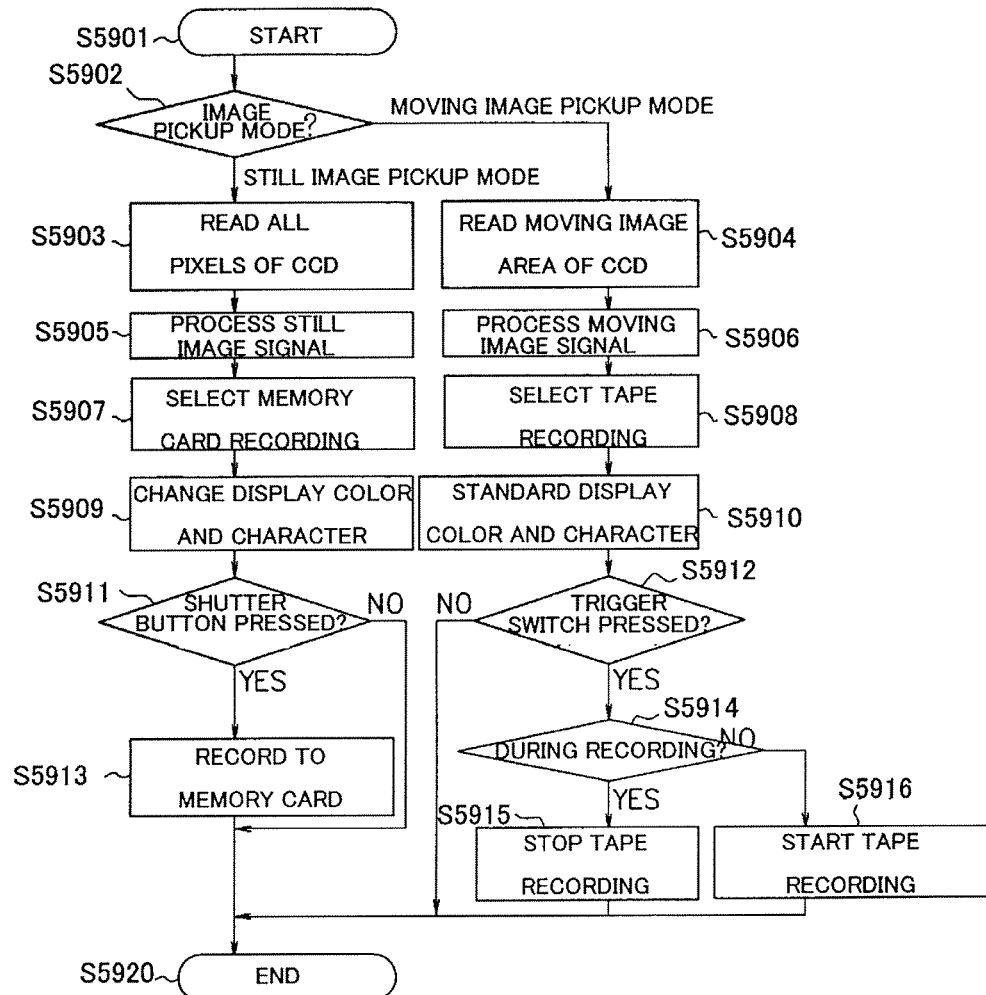 S5901
START
S5902
IMAGE
PICKUP MODE?
MOVING IMAGE PICKUP MODE
STILL IMAGE PICKUP MODE
S5903
READ ALL
PIXELS OF CCD
READ MOVING IMAGE
AREA OF CCD
S5904
S5905
PROCESS STILL
IMAGE SIGNAL
PROCESS MOVING
IMAGE SIGNAL
S5906
S5907
SELECT MEMORY
CARD RECORDING
SELECT TAPE
RECORDING
S5908
S5909
CHANGE DISPLAY COLOR
AND CHARACTER
STANDARD DISPLAY
COLOR AND CHARACTER
S5910
S5911
SHUTTER
BUTTON PRESSED?
NO
YES
S5912
NO
TRIGGER
SWITCH PRESSED?
YES
S5913
RECORD TO
MEMORY CARD
S5914
DURING RECORDING?
NO
YES
S5915
STOP TAPE
RECORDING
S5916
START TAPE
RECORDING
S5920
END